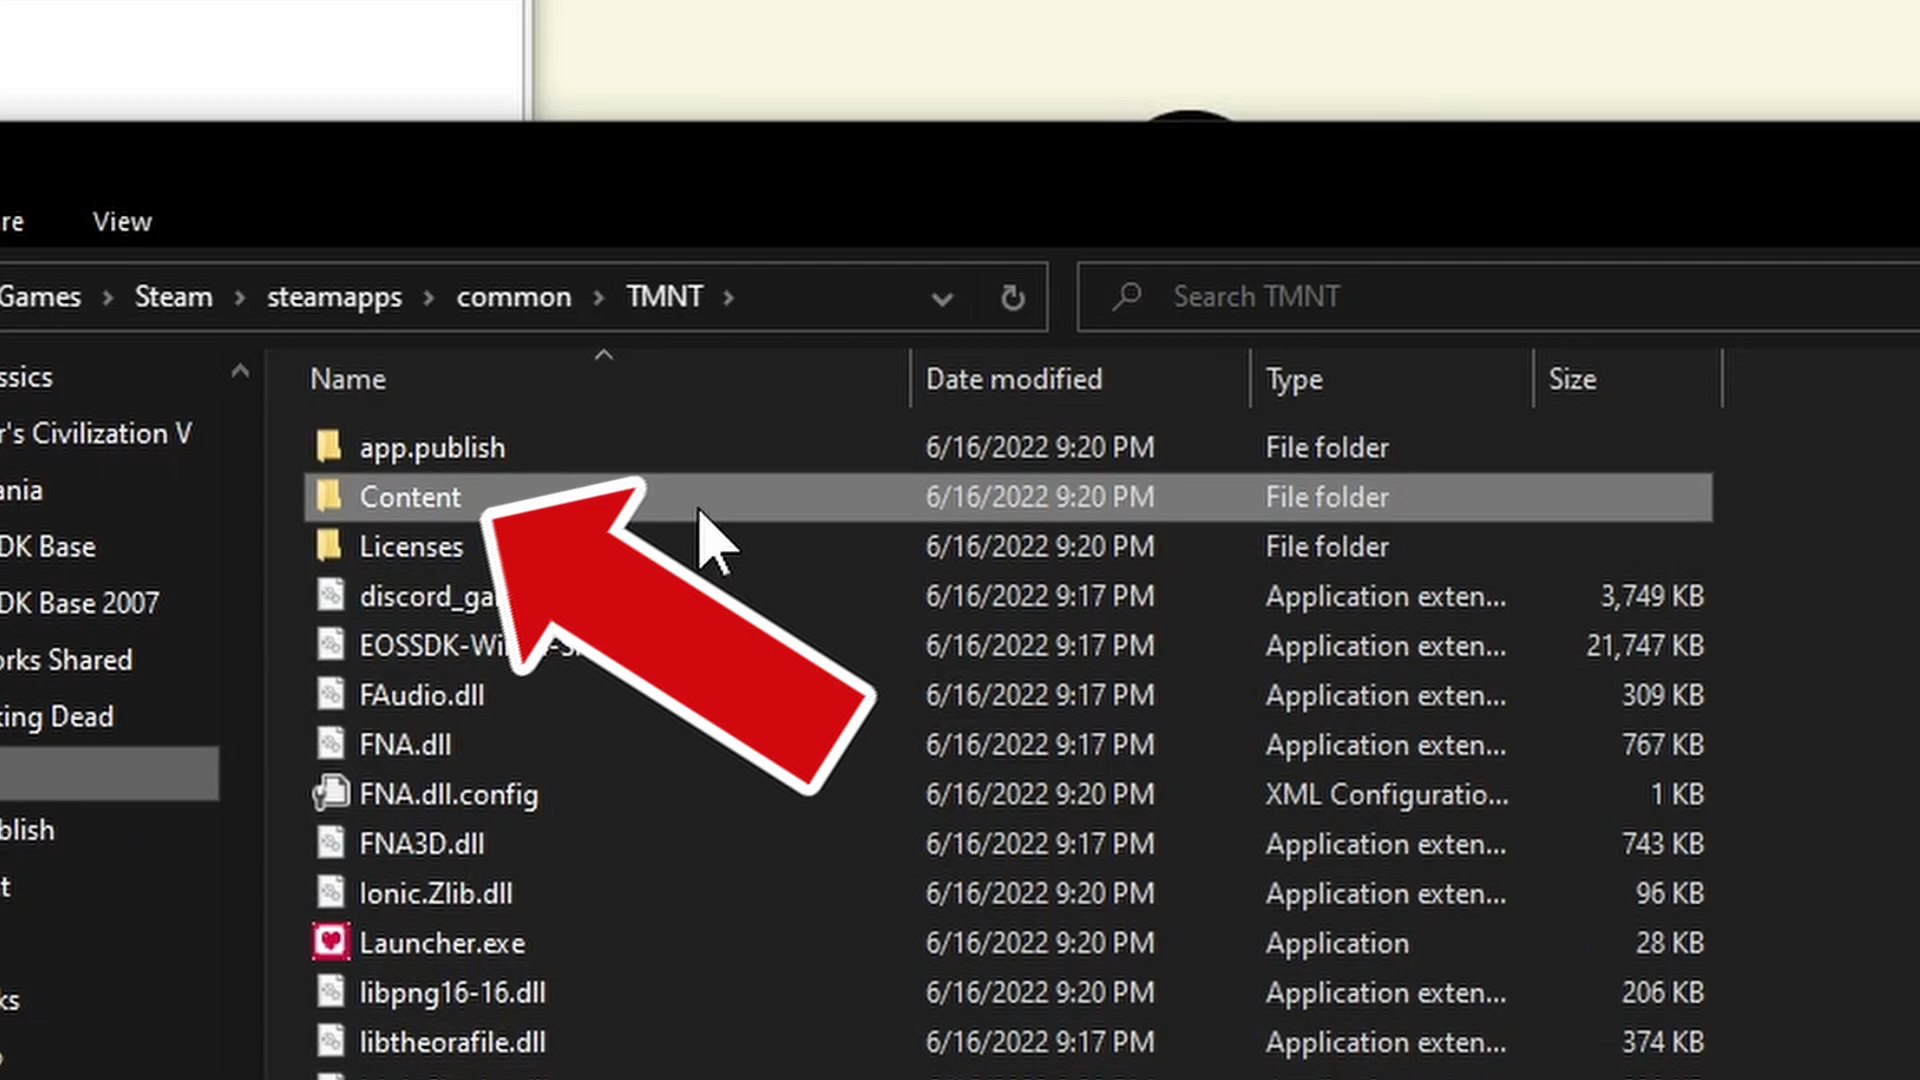 re View
Games > Steam > steamapps > common > TMNT >
Search TMNT
ssics
r's Civilization V
ania
DK Base
DK Base 2007
orks Shared
king Dead
blish
t
ks
Name Date modified Type Size
app.publish 6/16/2022 9:20 PM File folder
Content 6/16/2022 9:20 PM File folder
Licenses 6/16/2022 9:20 PM File folder
discord_ga 6/16/2022 9:17 PM Application exten... 3,749 KB
EOSSDK-Wi 6/16/2022 9:17 PM Application exten... 21,747 KB
FAudio.dll 6/16/2022 9:17 PM Application exten... 309 KB
FNA.dll 6/16/2022 9:17 PM Application exten... 767 KB
FNA.dll.config 6/16/2022 9:20 PM XML Configuratio... 1 KB
FNA3D.dll 6/16/2022 9:17 PM Application exten... 743 KB
Ionic.Zlib.dll 6/16/2022 9:20 PM Application exten... 96 KB
Launcher.exe 6/16/2022 9:20 PM Application 28 KB
libpng16-16.dll 6/16/2022 9:20 PM Application exten... 206 KB
libtheorafile.dll 6/16/2022 9:17 PM Application exten... 374 KB